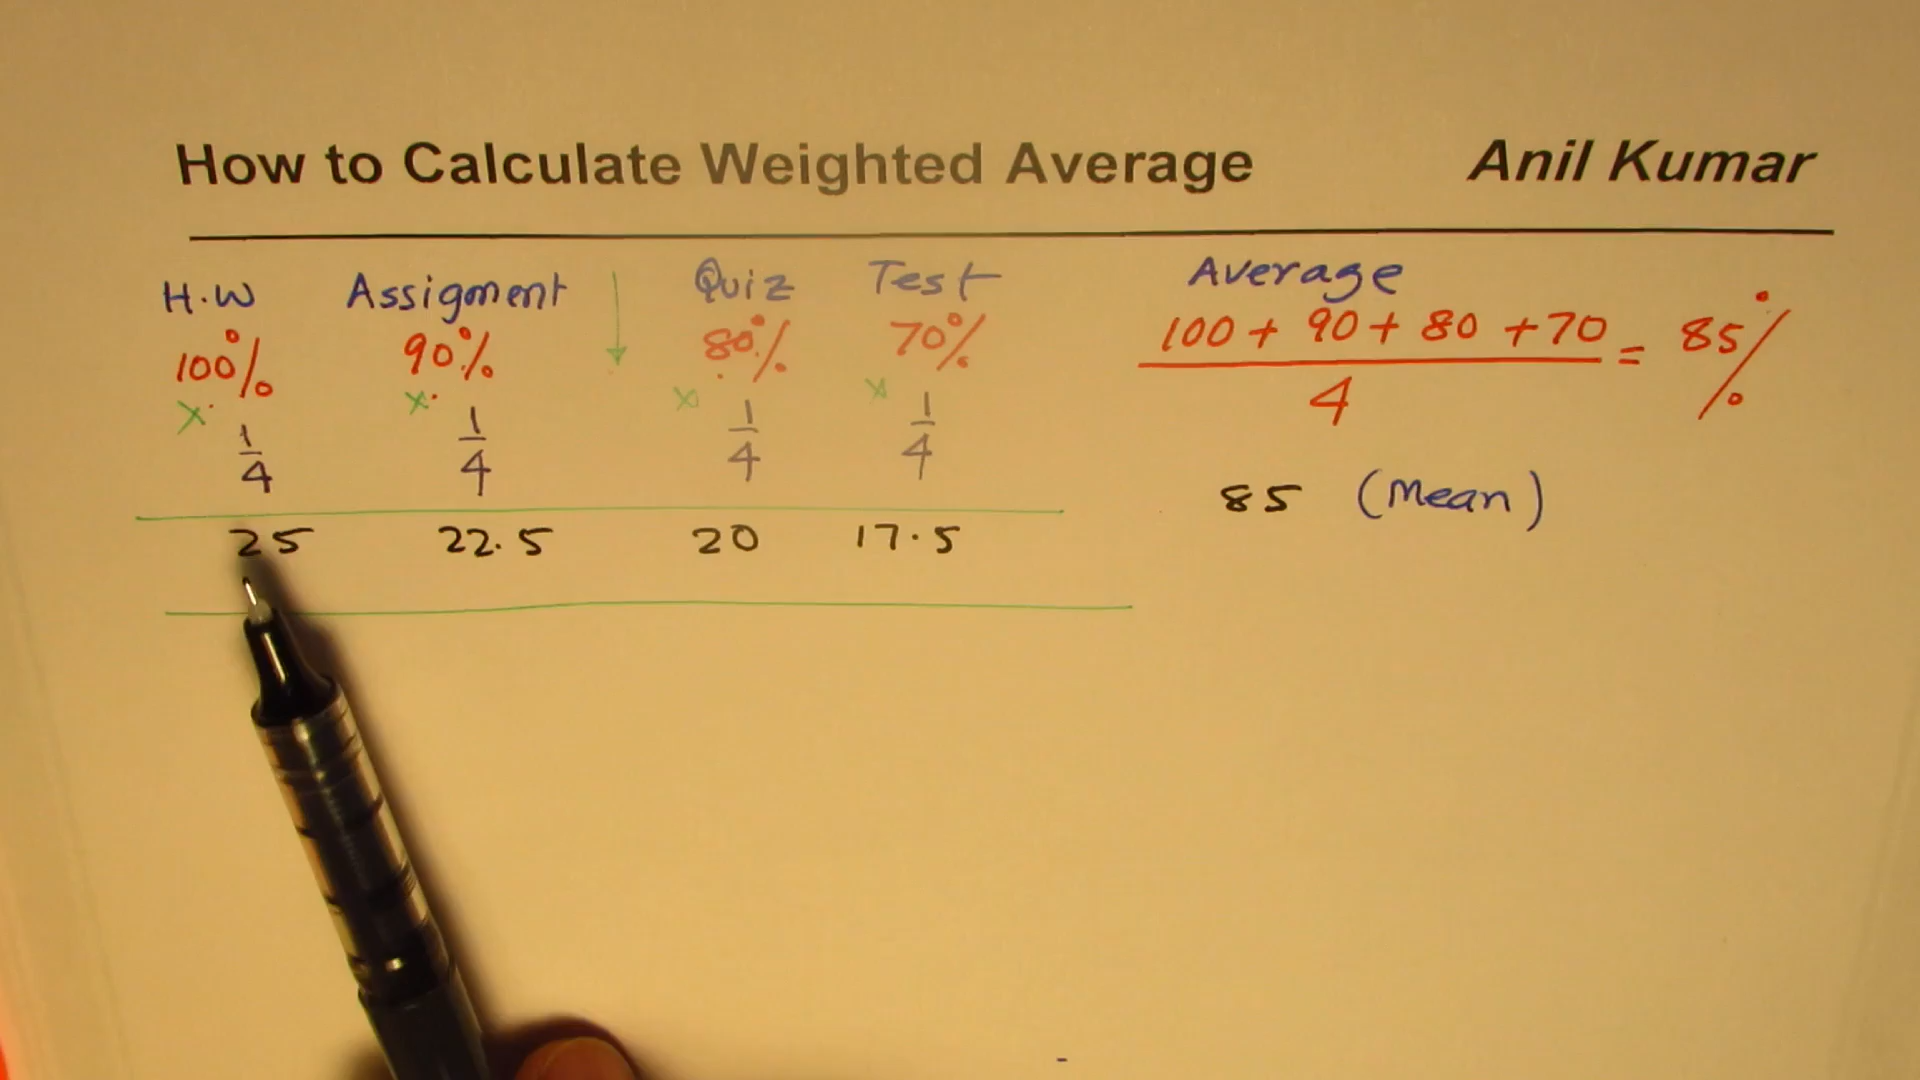 How to Calculate Weighted Average Anil Kumar
H.W Assigment Quiz Test Average
100% 90% 80% 70% 100 + 90 + 80 + 70 = 85%
4
x 1/4 x 1/4 x 1/4 x 1/4
85 (Mean)
25 22.5 20 17.5